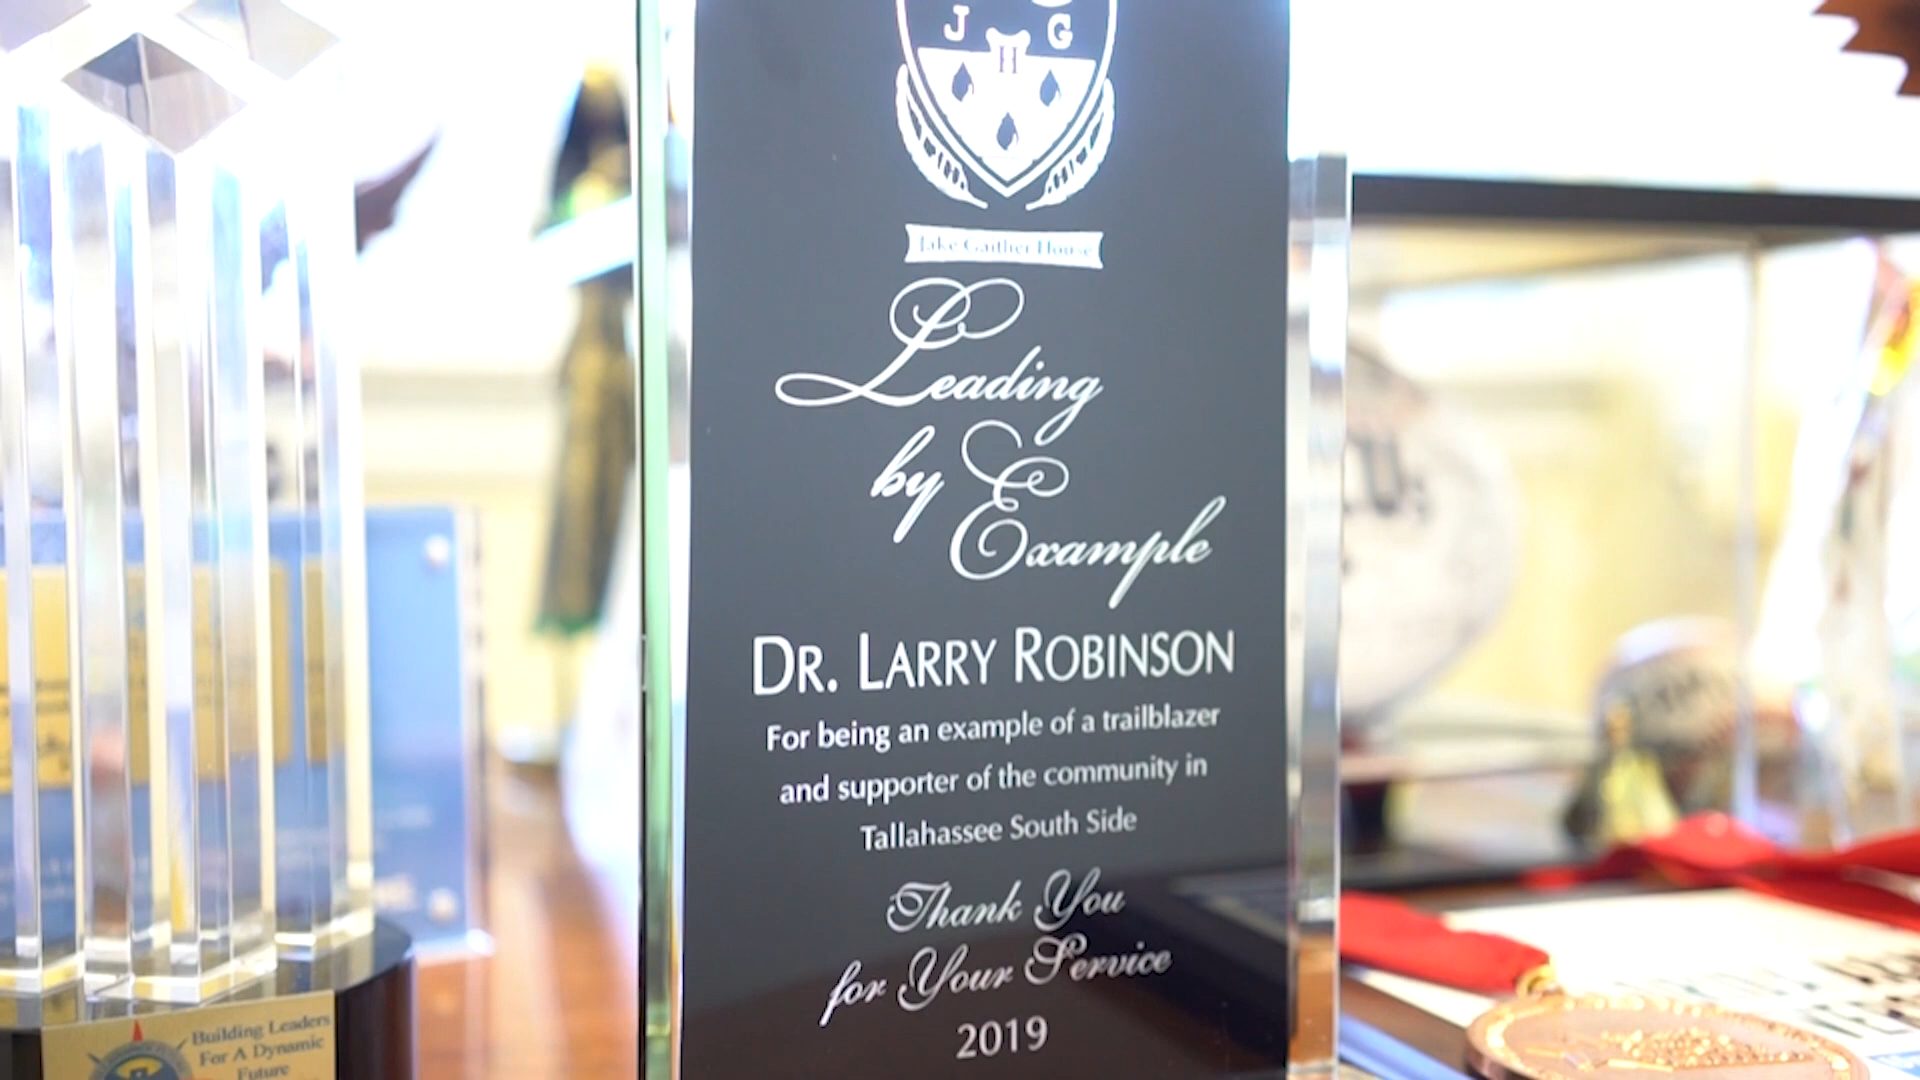 J G
H
Jake Gaither House
Leading
by Example
DR. LARRY ROBINSON
For being an example of a trailblazer
and supporter of the community in
Tallahassee South Side
Thank You
for Your Service
2019
Building Leaders
For A Dynamic
Future